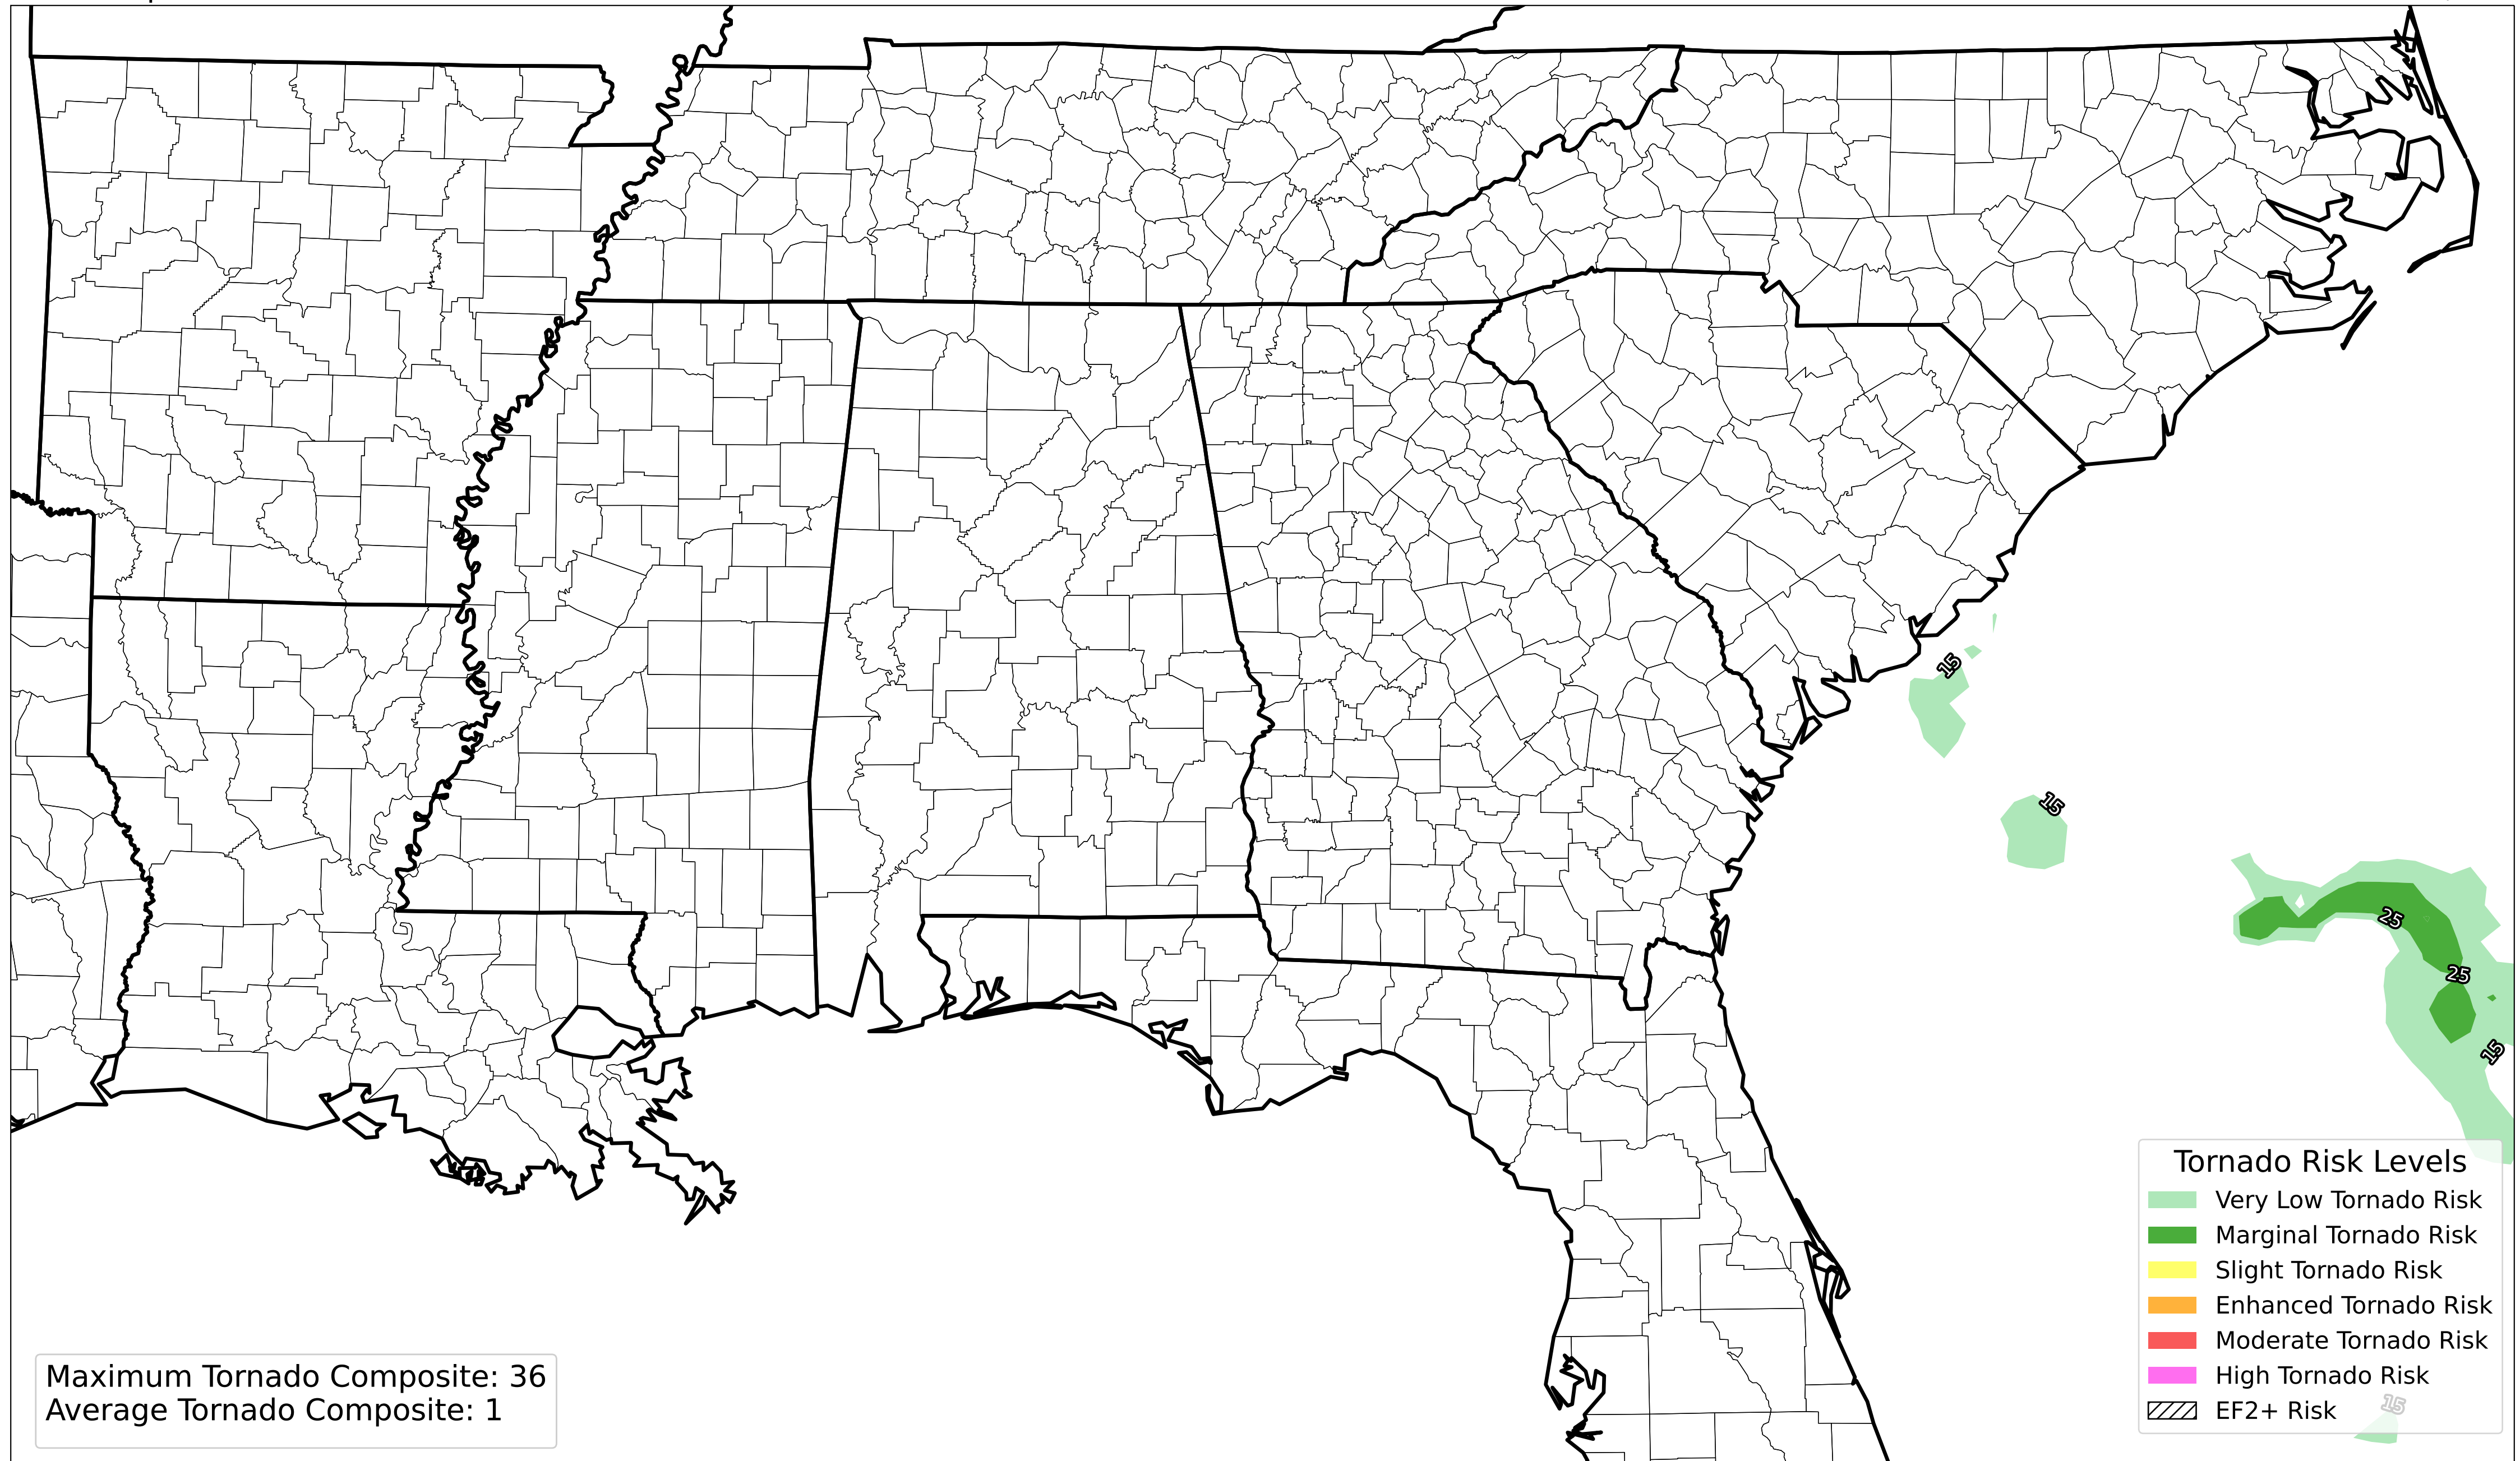 15
15
25
25
15
Tornado Risk Levels
Very Low Tornado Risk
Marginal Tornado Risk
Slight Tornado Risk
Enhanced Tornado Risk
Moderate Tornado Risk
High Tornado Risk
15
EF2+ Risk
Maximum Tornado Composite: 36
Average Tornado Composite: 1